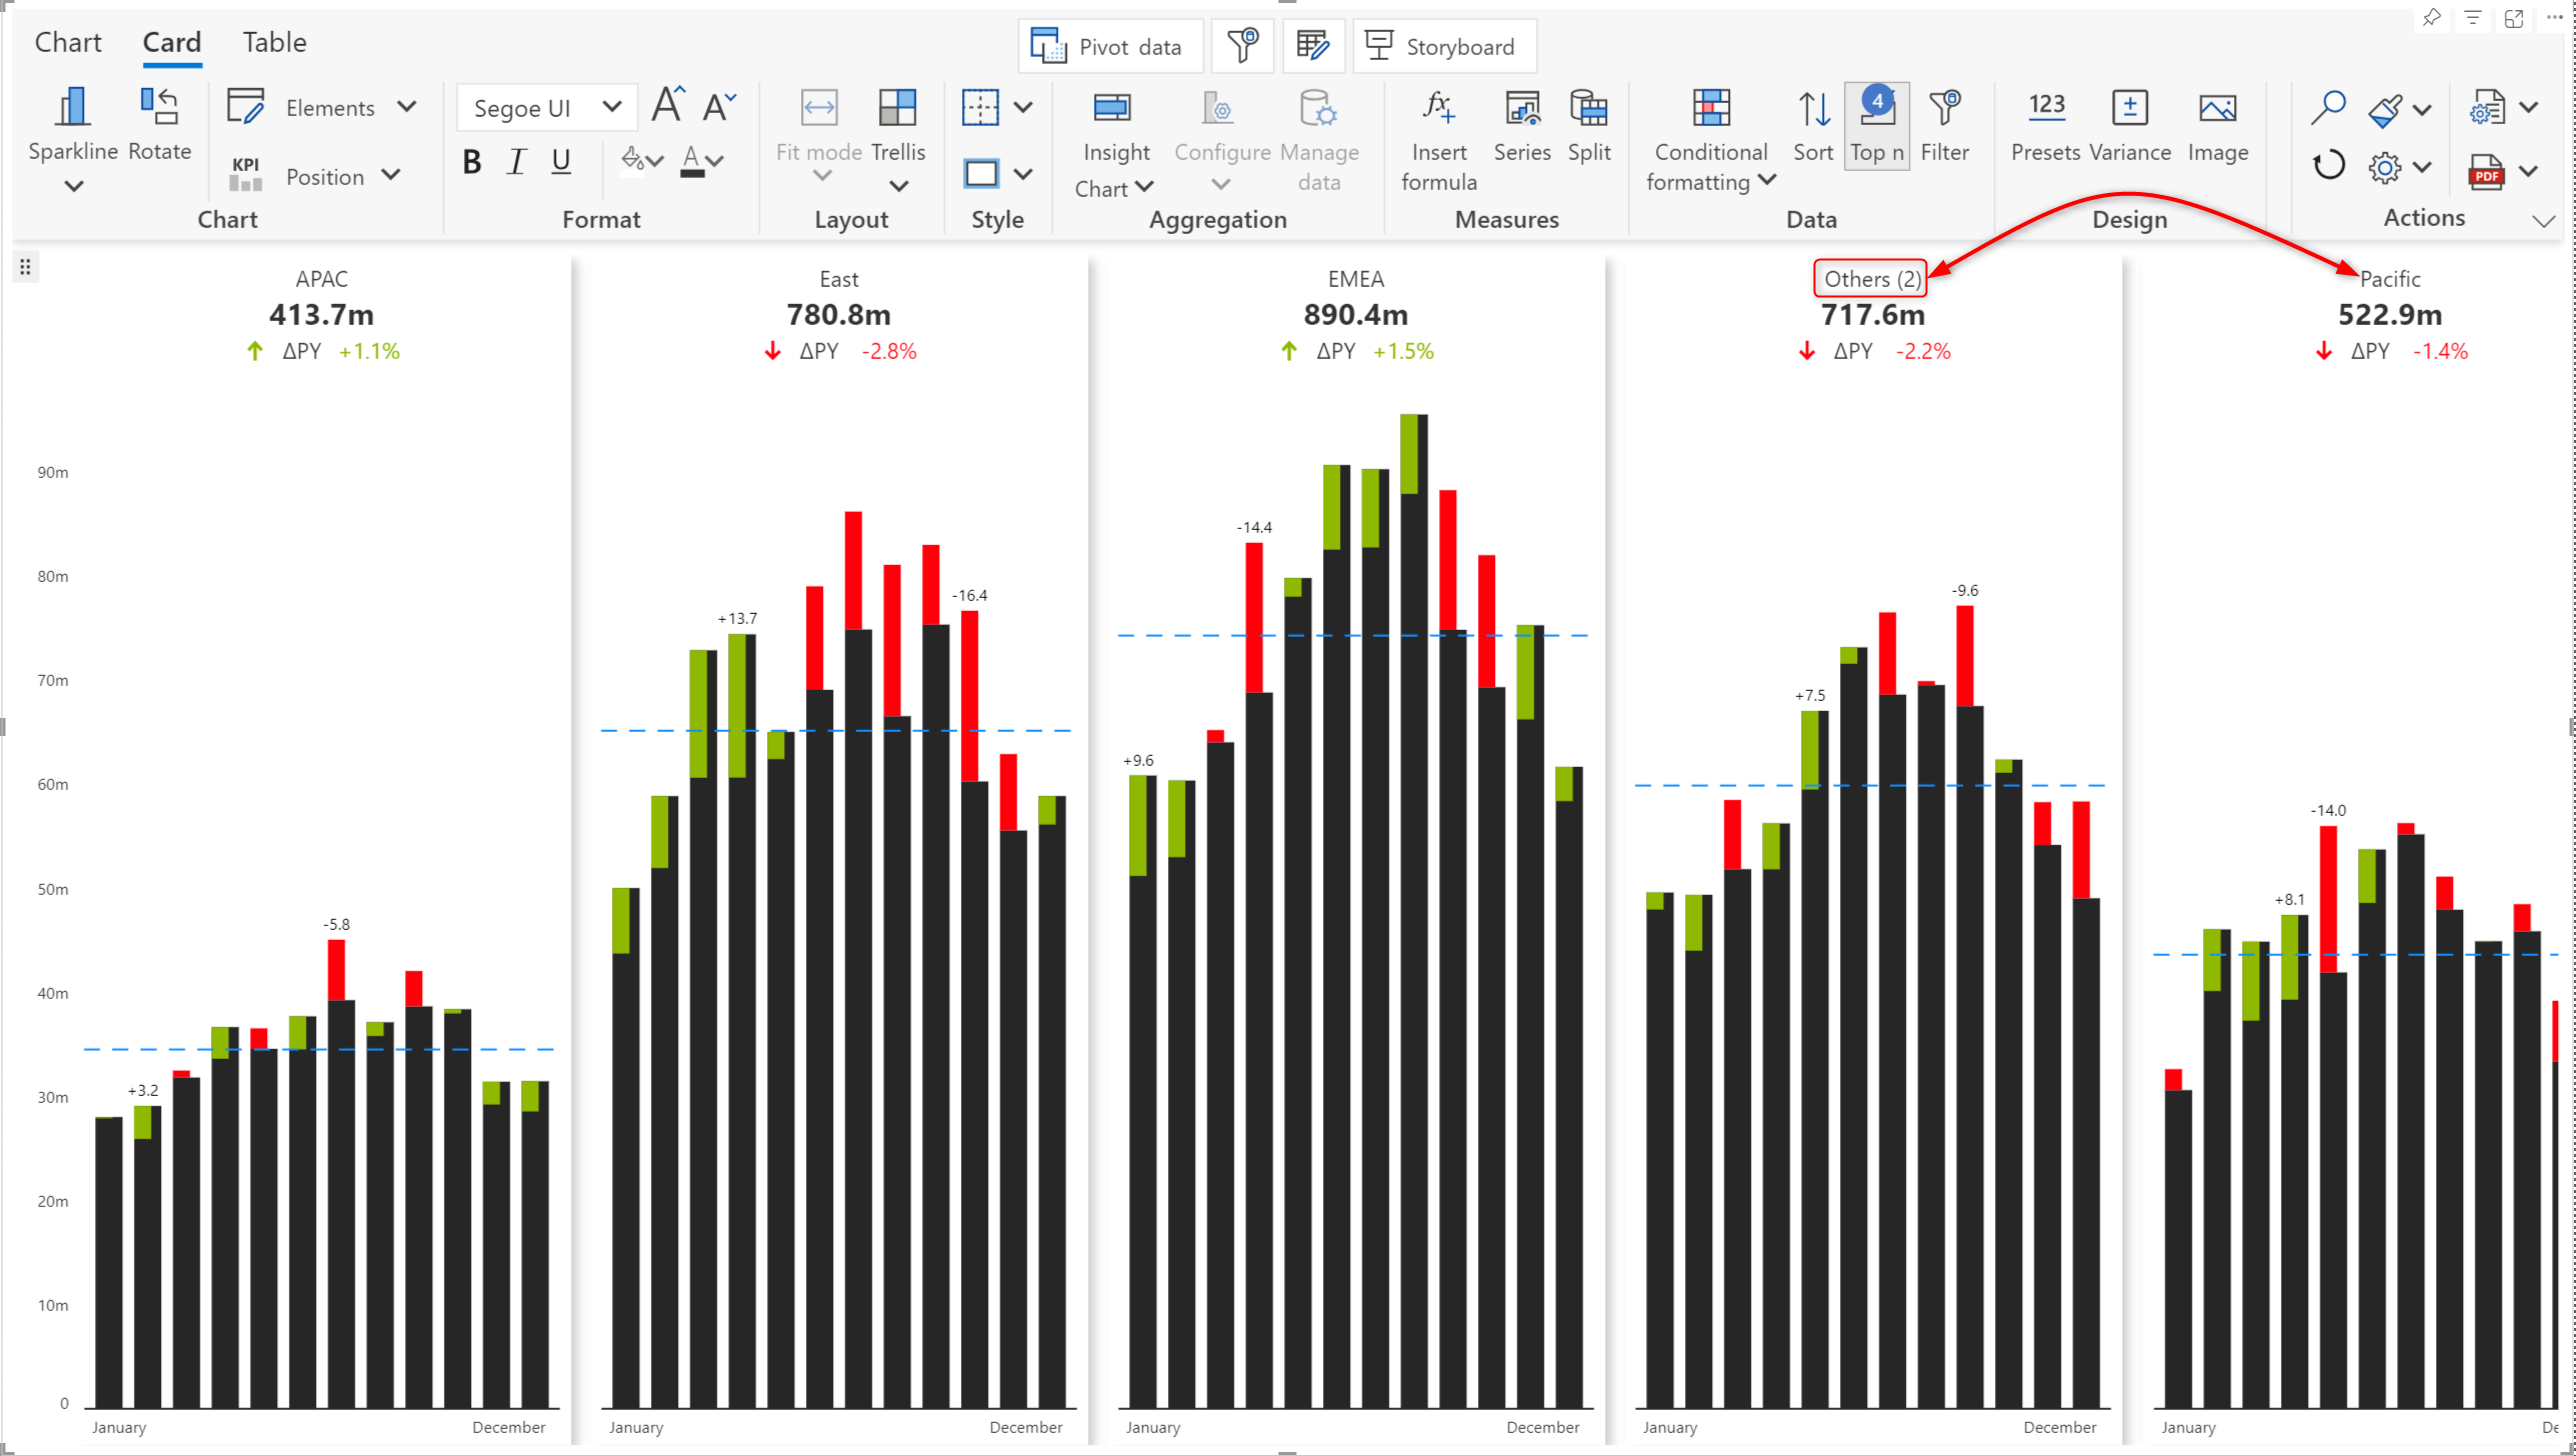 Chart Card Table
Pivot data Storyboard
Sparkline Rotate
Elements
KPI Position
Chart
Segoe UI A A
B I U A
Format
Fit mode Trellis
Layout
Style
Insight Chart
Configure
Manage data
Aggregation
fx Insert formula
Series
Split
Measures
Conditional formatting
Sort
4 Top n
Filter
Data
123 Presets
Variance
Image
Design
PDF
Actions
APAC
413.7m
ΔPY +1.1%
East
780.8m
ΔPY -2.8%
EMEA
890.4m
ΔPY +1.5%
Others (2)
717.6m
ΔPY -2.2%
Pacific
522.9m
ΔPY -1.4%
90m
80m
70m
60m
50m
40m
30m
20m
10m
0
+3.2
-5.8
January December
+13.7
-16.4
January December
+9.6
-14.4
January December
+7.5
-9.6
January December
+8.1
-14.0
January De